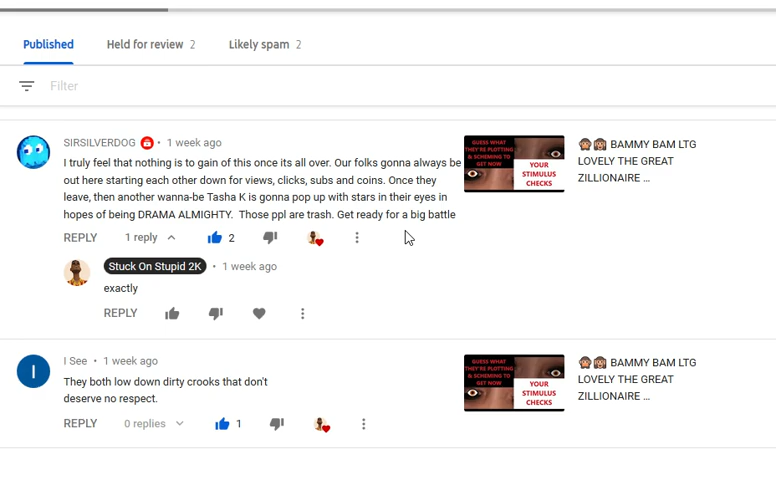 Published Held for review 2 Likely spam 2
Filter
SIRSILVERDOG • 1 week ago
I truly feel that nothing is to gain of this once its all over. Our folks gonna always be
out here starting each other down for views, clicks, subs and coins. Once they
leave, then another wanna-be Tasha K is gonna pop up with stars in their eyes in
hopes of being DRAMA ALMIGHTY.  Those ppl are trash. Get ready for a big battle
REPLY 1 reply 2
GUESS WHAT
THEY'RE PLOTTING
& SCHEMING TO
GET NOW
YOUR
STIMULUS
CHECKS
🙈🙉 BAMMY BAM LTG
LOVELY THE GREAT
ZILLIONAIRE ...
Stuck On Stupid 2K • 1 week ago
exactly
REPLY
I
I See • 1 week ago
They both low down dirty crooks that don't
deserve no respect.
REPLY 0 replies 1
GUESS WHAT
THEY'RE PLOTTING
& SCHEMING TO
GET NOW
YOUR
STIMULUS
CHECKS
🙈🙉 BAMMY BAM LTG
LOVELY THE GREAT
ZILLIONAIRE ...